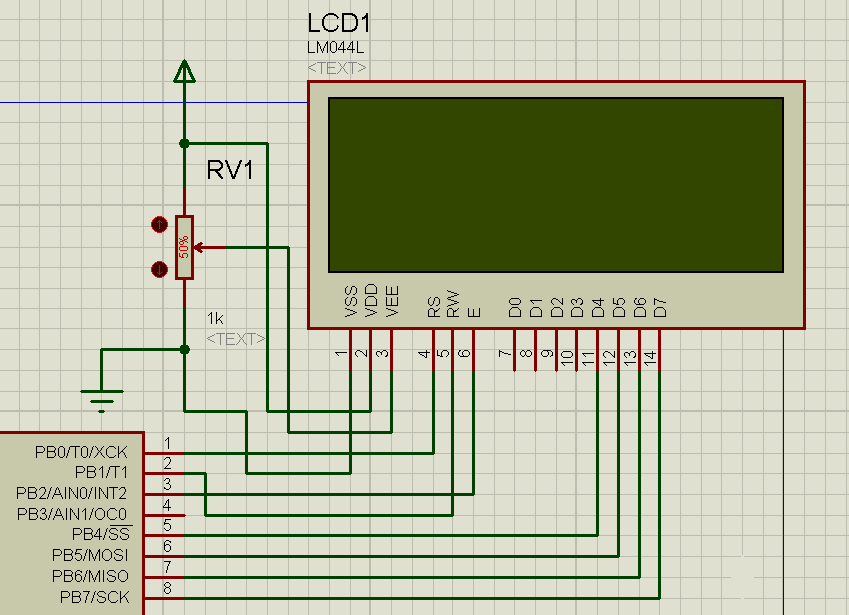 LCD1
LM044L
<TEXT>
RV1
50%
1k
<TEXT>
VSS VDD VEE RS RW E D0 D1 D2 D3 D4 D5 D6 D7
1 2 3 4 5 6 7 8 9 10 11 12 13 14
PB0/T0/XCK 1
PB1/T1 2
PB2/AIN0/INT2 3
PB3/AIN1/OC0 4
PB4/SS 5
PB5/MOSI 6
PB6/MISO 7
PB7/SCK 8